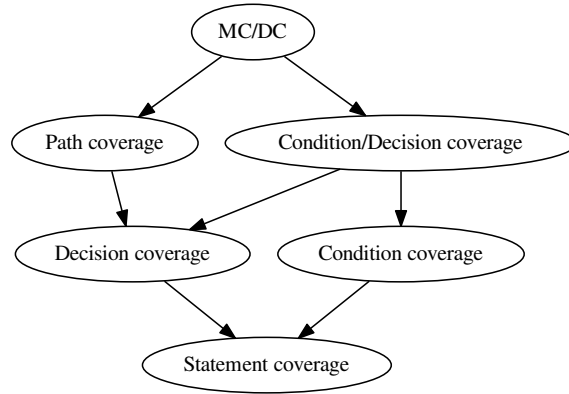 MC/DC
Path coverage
Condition/Decision coverage
Decision coverage
Condition coverage
Statement coverage